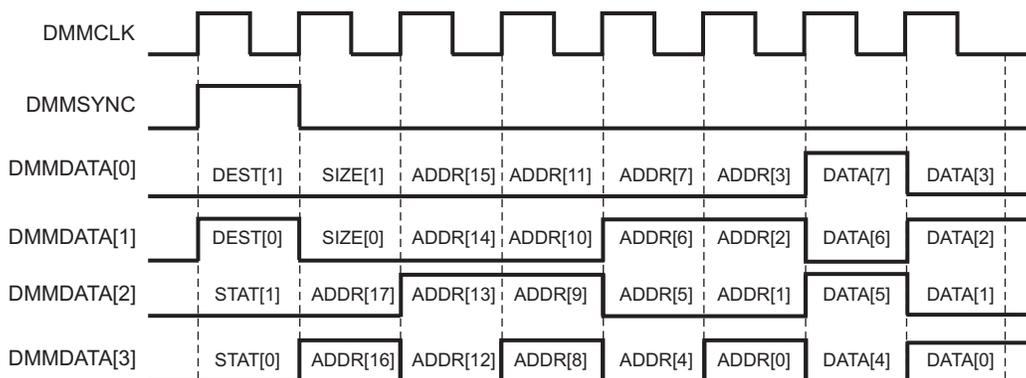 DMMCLK
DMMSYNC
DMMDATA[0] DEST[1] SIZE[1] ADDR[15] ADDR[11] ADDR[7] ADDR[3] DATA[7] DATA[3]
DMMDATA[1] DEST[0] SIZE[0] ADDR[14] ADDR[10] ADDR[6] ADDR[2] DATA[6] DATA[2]
DMMDATA[2] STAT[1] ADDR[17] ADDR[13] ADDR[9] ADDR[5] ADDR[1] DATA[5] DATA[1]
DMMDATA[3] STAT[0] ADDR[16] ADDR[12] ADDR[8] ADDR[4] ADDR[0] DATA[4] DATA[0]